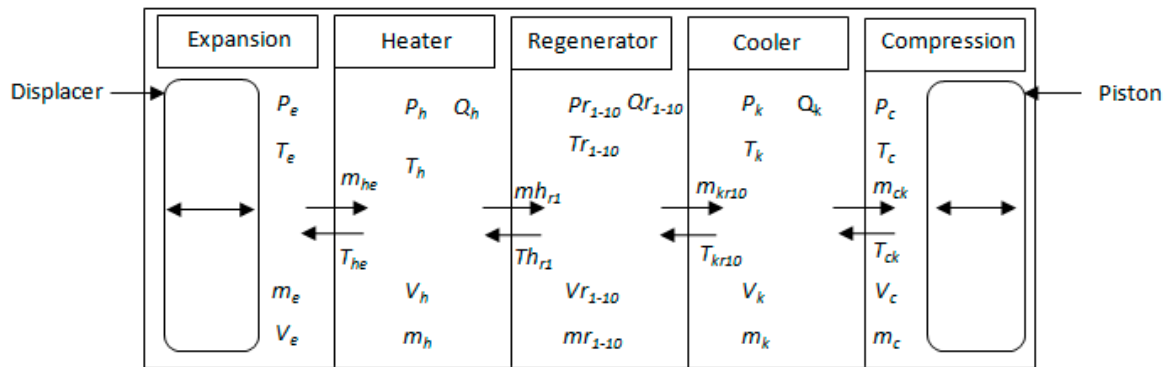 Expansion Heater Regenerator Cooler Compression
Displacer Piston
Pe Ph Qh Pr1-10 Qr1-10 Pk Qk Pc
Te Th Tr1-10 Tk Tc
mhe mhr1 mkr10 mck
The Thr1 Tkr10 Tck
me Vh Vr1-10 Vk Vc
Ve mh mr1-10 mk mc